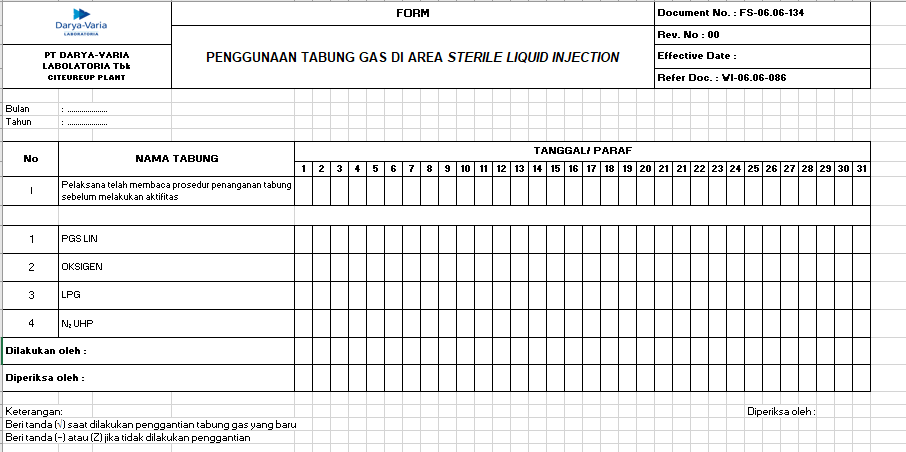 Darya-Varia
LABORATORIA
PT DARYA-VARIA
LABOLATORIA Tbk
CITEUREUP PLANT
FORM
PENGGUNAAN TABUNG GAS DI AREA STERILE LIQUID INJECTION
Document No. : FS-06.06-134
Rev. No : 00
Effective Date :
Refer Doc. : WI-06.06-086
Bulan : ...................
Tahun : ...................
No NAMA TABUNG TANGGAL/ PARAF
1 2 3 4 5 6 7 8 9 10 11 12 13 14 15 16 17 18 19 20 21 21 22 23 24 25 26 27 28 29 30 31
1 Pelaksana telah membaca prosedur penanganan tabung
sebelum melakukan aktifitas
1 PGS LIN
2 OKSIGEN
3 LPG
4 N₂ UHP
Dilakukan oleh :
Diperiksa oleh :
Keterangan: Diperiksa oleh :
Beri tanda (√) saat dilakukan penggantian tabung gas yang baru
Beri tanda (-) atau (Z) jika tidak dilakukan penggantian